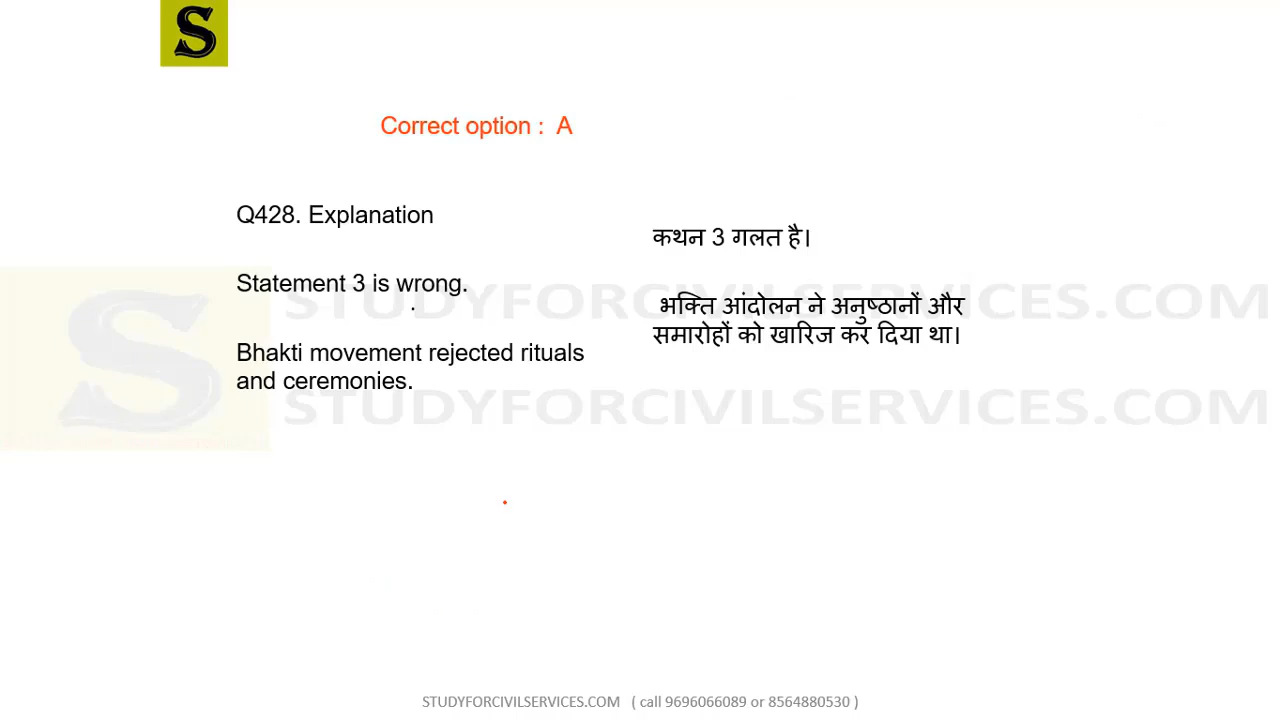 S
Correct option :  A
Q428. Explanation
Statement 3 is wrong.
Bhakti movement rejected rituals
and ceremonies.
कथन 3 गलत है।
भक्ति आंदोलन ने अनुष्ठानों और
समारोहों को खारिज कर दिया था।
STUDYFORCIVILSERVICES.COM
STUDYFORCIVILSERVICES.COM
STUDYFORCIVILSERVICES.COM   ( call 9696066089 or 8564880530 )